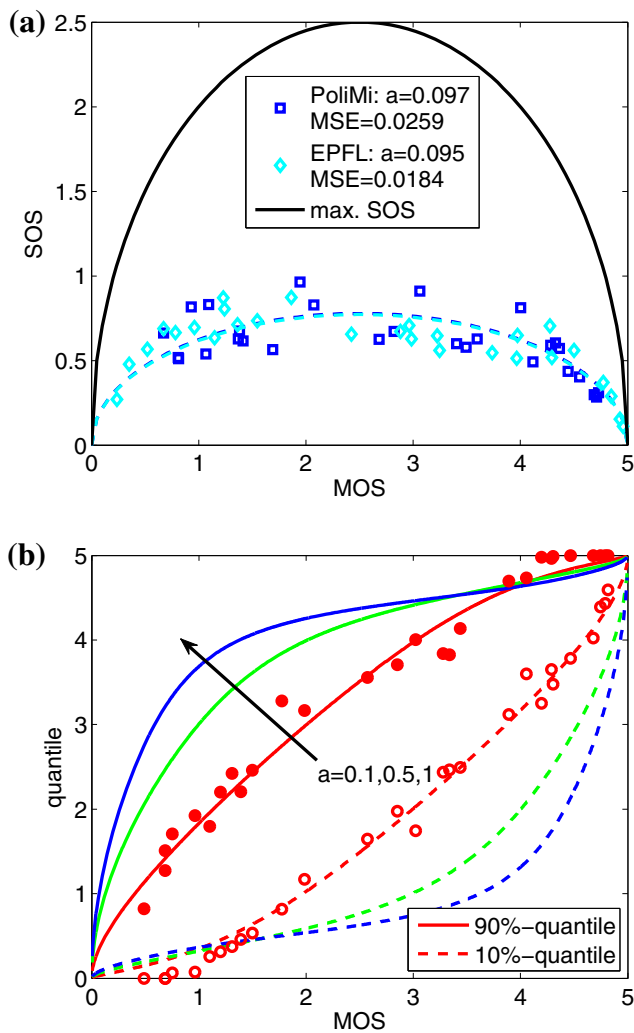 (a)
2.5
2
1.5
1
0.5
0
SOS
PoliMi: a=0.097
MSE=0.0259
EPFL: a=0.095
MSE=0.0184
max. SOS
0 1 2 3 4 5
MOS
(b)
5
4
3
2
1
0
quantile
a=0.1,0.5,1
90%-quantile
10%-quantile
0 1 2 3 4 5
MOS